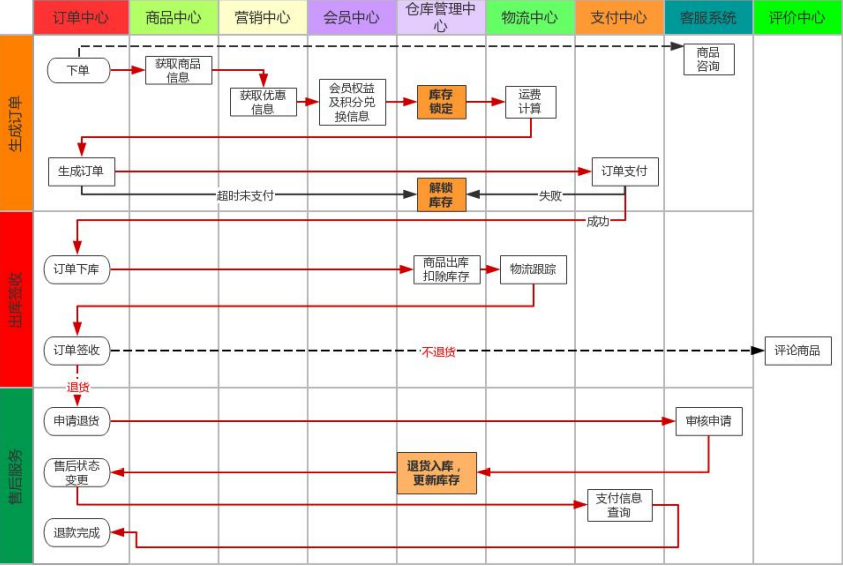 订单中心
商品中心
营销中心
会员中心
仓库管理中
心
物流中心
支付中心
客服系统
评价中心
生成订单
下单
获取商品
信息
获取优惠
信息
会员权益
及积分兑
换信息
库存
锁定
运费
计算
商品
咨询
生成订单
订单支付
超时未支付
解锁
库存
失败
成功
出库签收
订单下库
商品出库
扣除库存
物流跟踪
订单签收
不退货
评论商品
退货
售后服务
申请退货
审核申请
售后状态
变更
退货入库，
更新库存
支付信息
查询
退款完成